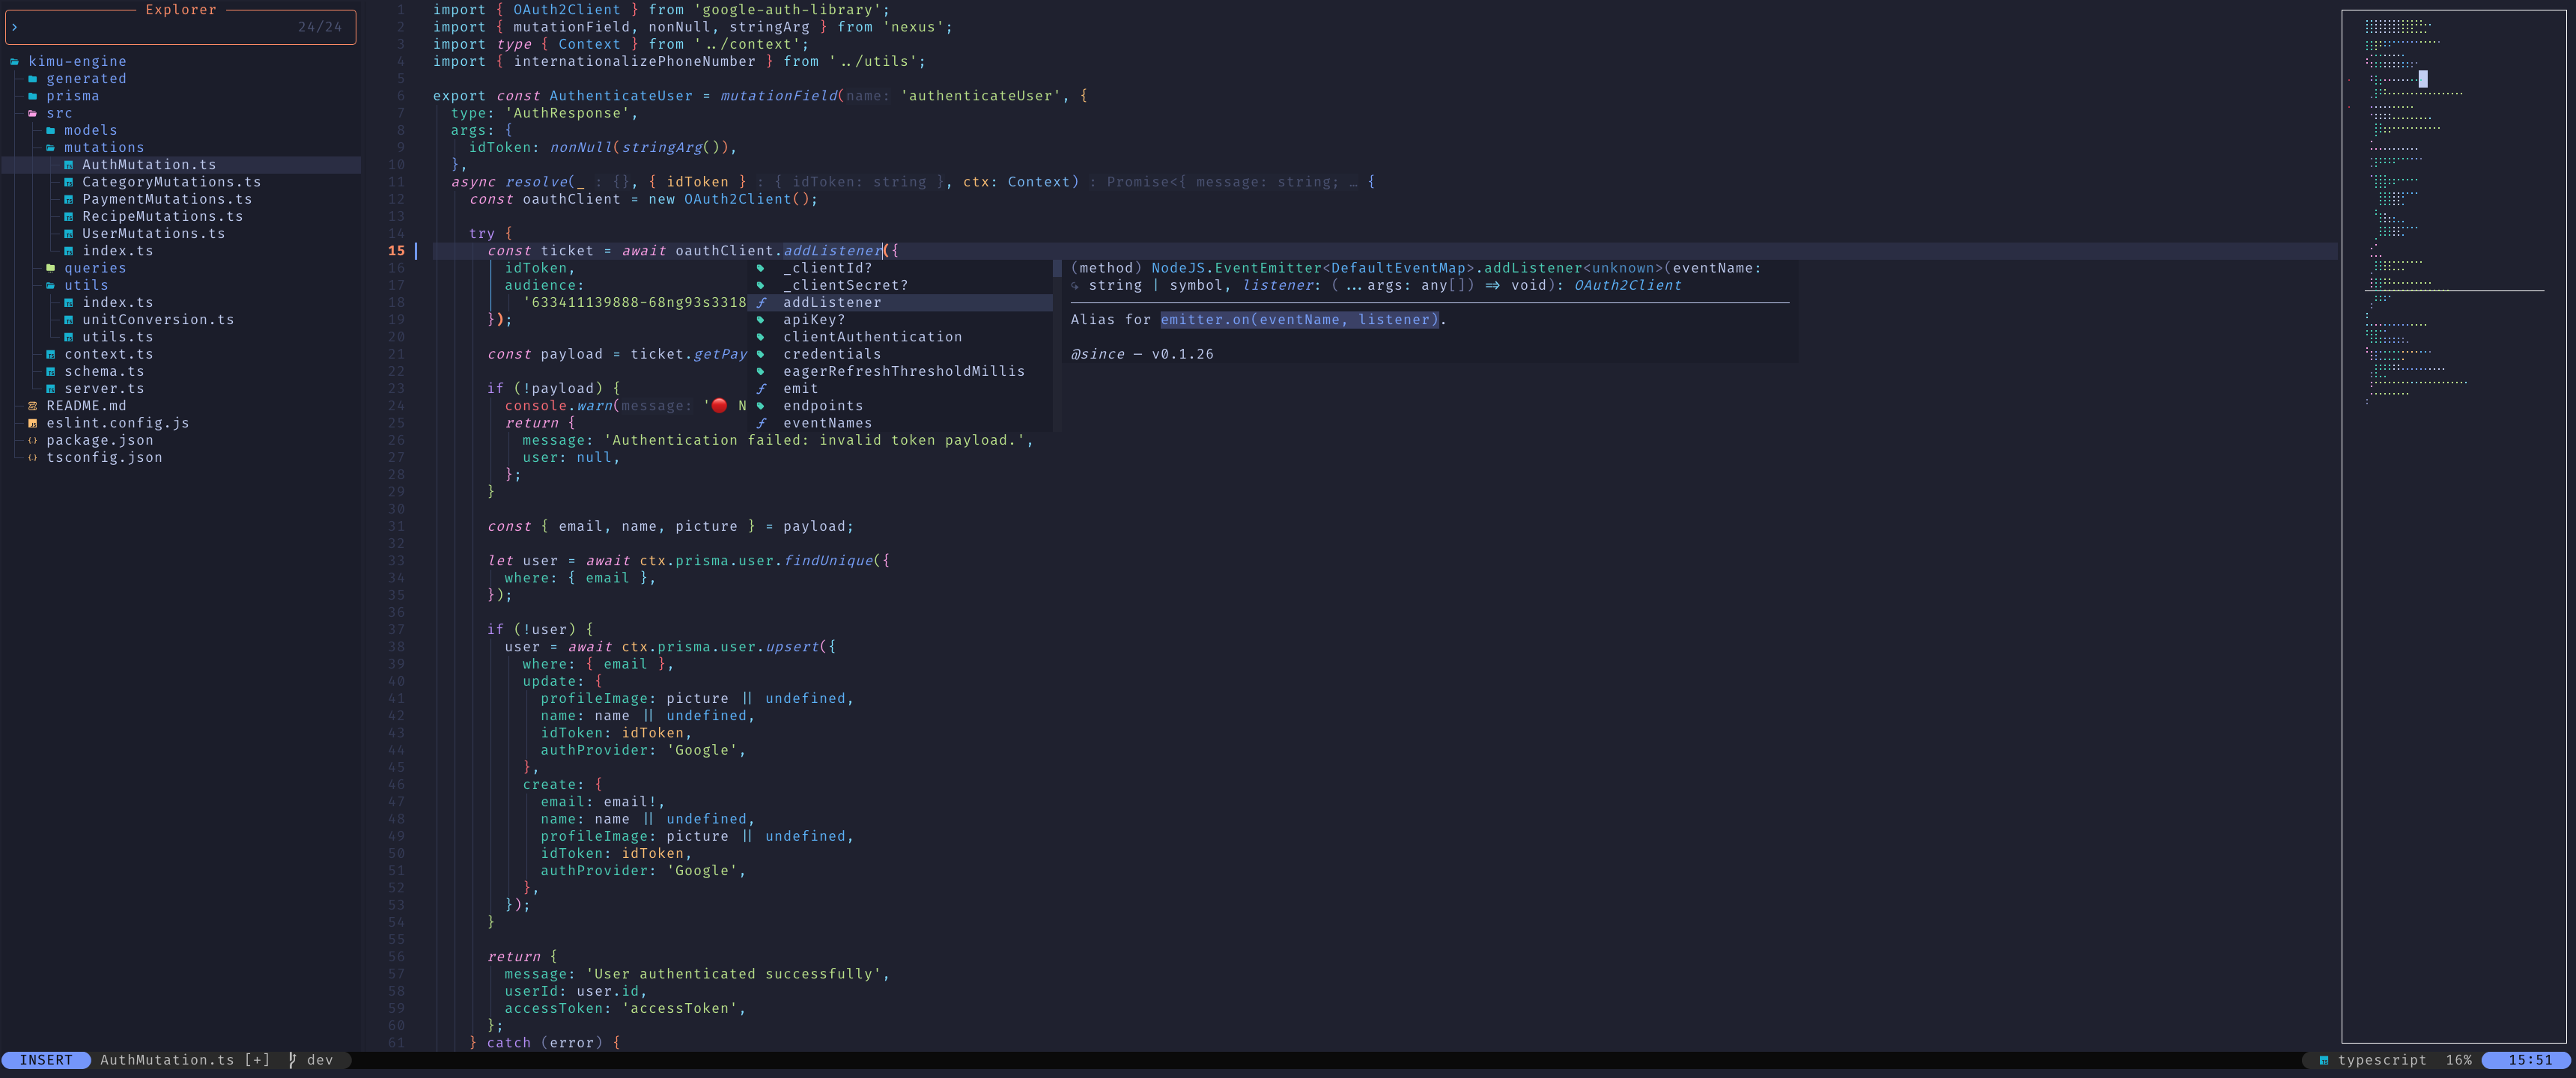 Explorer
› 24/24
kimu-engine
generated
prisma
src
models
mutations
AuthMutation.ts
CategoryMutations.ts
PaymentMutations.ts
RecipeMutations.ts
UserMutations.ts
index.ts
queries
utils
index.ts
unitConversion.ts
utils.ts
context.ts
schema.ts
server.ts
README.md
eslint.config.js
package.json
tsconfig.json
1 import { OAuth2Client } from 'google-auth-library';
2 import { mutationField, nonNull, stringArg } from 'nexus';
3 import type { Context } from '../context';
4 import { internationalizePhoneNumber } from '../utils';
5
6 export const AuthenticateUser = mutationField(name: 'authenticateUser', {
7 type: 'AuthResponse',
8 args: {
9 idToken: nonNull(stringArg()),
10 },
11 async resolve(_ : {}, { idToken } : { idToken: string }, ctx: Context) : Promise<{ message: string; … {
12 const oauthClient = new OAuth2Client();
13
14 try {
15 const ticket = await oauthClient.addListener({
16 idToken,
17 audience:
18 '633411139888-68ng93s3318
19 });
20
21 const payload = ticket.getPay
22
23 if (!payload) {
24 console.warn(message: '🔴 N
25 return {
26 message: 'Authentication failed: invalid token payload.',
27 user: null,
28 };
29 }
30
31 const { email, name, picture } = payload;
32
33 let user = await ctx.prisma.user.findUnique({
34 where: { email },
35 });
36
37 if (!user) {
38 user = await ctx.prisma.user.upsert({
39 where: { email },
40 update: {
41 profileImage: picture || undefined,
42 name: name || undefined,
43 idToken: idToken,
44 authProvider: 'Google',
45 },
46 create: {
47 email: email!,
48 name: name || undefined,
49 profileImage: picture || undefined,
50 idToken: idToken,
51 authProvider: 'Google',
52 },
53 });
54 }
55
56 return {
57 message: 'User authenticated successfully',
58 userId: user.id,
59 accessToken: 'accessToken',
60 };
61 } catch (error) {
_clientId?
_clientSecret?
addListener
apiKey?
clientAuthentication
credentials
eagerRefreshThresholdMillis
emit
endpoints
eventNames
(method) NodeJS.EventEmitter<DefaultEventMap>.addListener<unknown>(eventName:
↪ string | symbol, listener: (...args: any[]) => void): OAuth2Client
Alias for emitter.on(eventName, listener).
@since — v0.1.26
INSERT AuthMutation.ts [+] dev
typescript 16% 15:51